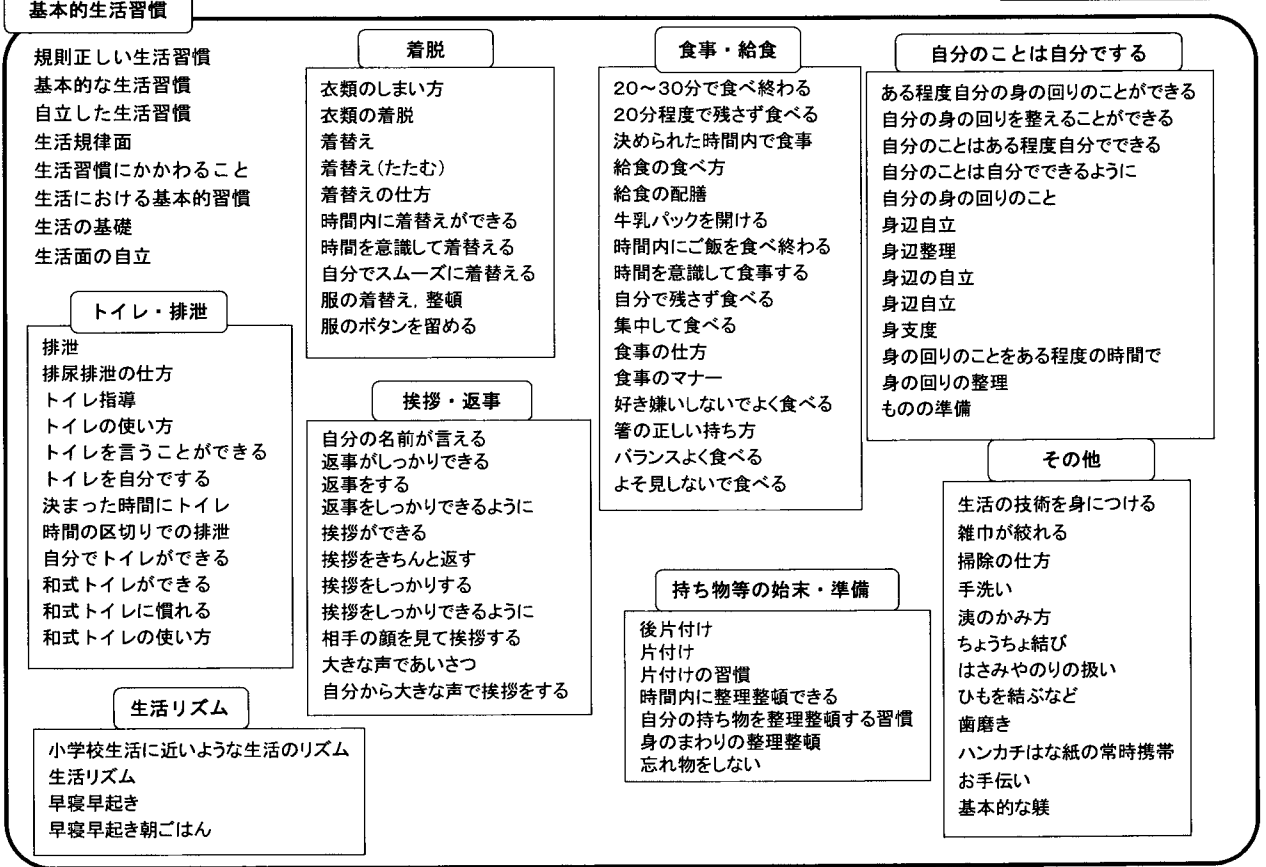 基本的生活習慣
規則正しい生活習慣
基本的な生活習慣
自立した生活習慣
生活規律面
生活習慣にかかわること
生活における基本的習慣
生活の基礎
生活面の自立
トイレ・排泄
排泄
排尿排泄の仕方
トイレ指導
トイレの使い方
トイレを言うことができる
トイレを自分でする
決まった時間にトイレ
時間の区切りでの排泄
自分でトイレができる
和式トイレができる
和式トイレに慣れる
和式トイレの使い方
生活リズム
小学校生活に近いような生活のリズム
生活リズム
早寝早起き
早寝早起き朝ごはん
着脱
衣類のしまい方
衣類の着脱
着替え
着替え(たたむ)
着替えの仕方
時間内に着替えができる
時間を意識して着替える
自分でスムーズに着替える
服の着替え, 整頓
服のボタンを留める
挨拶・返事
自分の名前が言える
返事がしっかりできる
返事をする
返事をしっかりできるように
挨拶ができる
挨拶をきちんと返す
挨拶をしっかりする
挨拶をしっかりできるように
相手の顔を見て挨拶する
大きな声であいさつ
自分から大きな声で挨拶をする
食事・給食
20～30分で食べ終わる
20分程度で残さず食べる
決められた時間内で食事
給食の食べ方
給食の配膳
牛乳パックを開ける
時間内にご飯を食べ終わる
時間を意識して食事する
自分で残さず食べる
集中して食べる
食事の仕方
食事のマナー
好き嫌いしないでよく食べる
箸の正しい持ち方
バランスよく食べる
よそ見しないで食べる
持ち物等の始末・準備
後片付け
片付け
片付けの習慣
時間内に整理整頓できる
自分の持ち物を整理整頓する習慣
身のまわりの整理整頓
忘れ物をしない
自分のことは自分でする
ある程度自分の身の回りのことができる
自分の身の回りを整えることができる
自分のことはある程度自分でできる
自分のことは自分でできるように
自分の身の回りのこと
身辺自立
身辺整理
身辺の自立
身辺自立
身支度
身の回りのことをある程度の時間で
身の回りの整理
ものの準備
その他
生活の技術を身につける
雑巾が絞れる
掃除の仕方
手洗い
洟のかみ方
ちょうちょ結び
はさみやのりの扱い
ひもを結ぶなど
歯磨き
ハンカチはな紙の常時携帯
お手伝い
基本的な躾